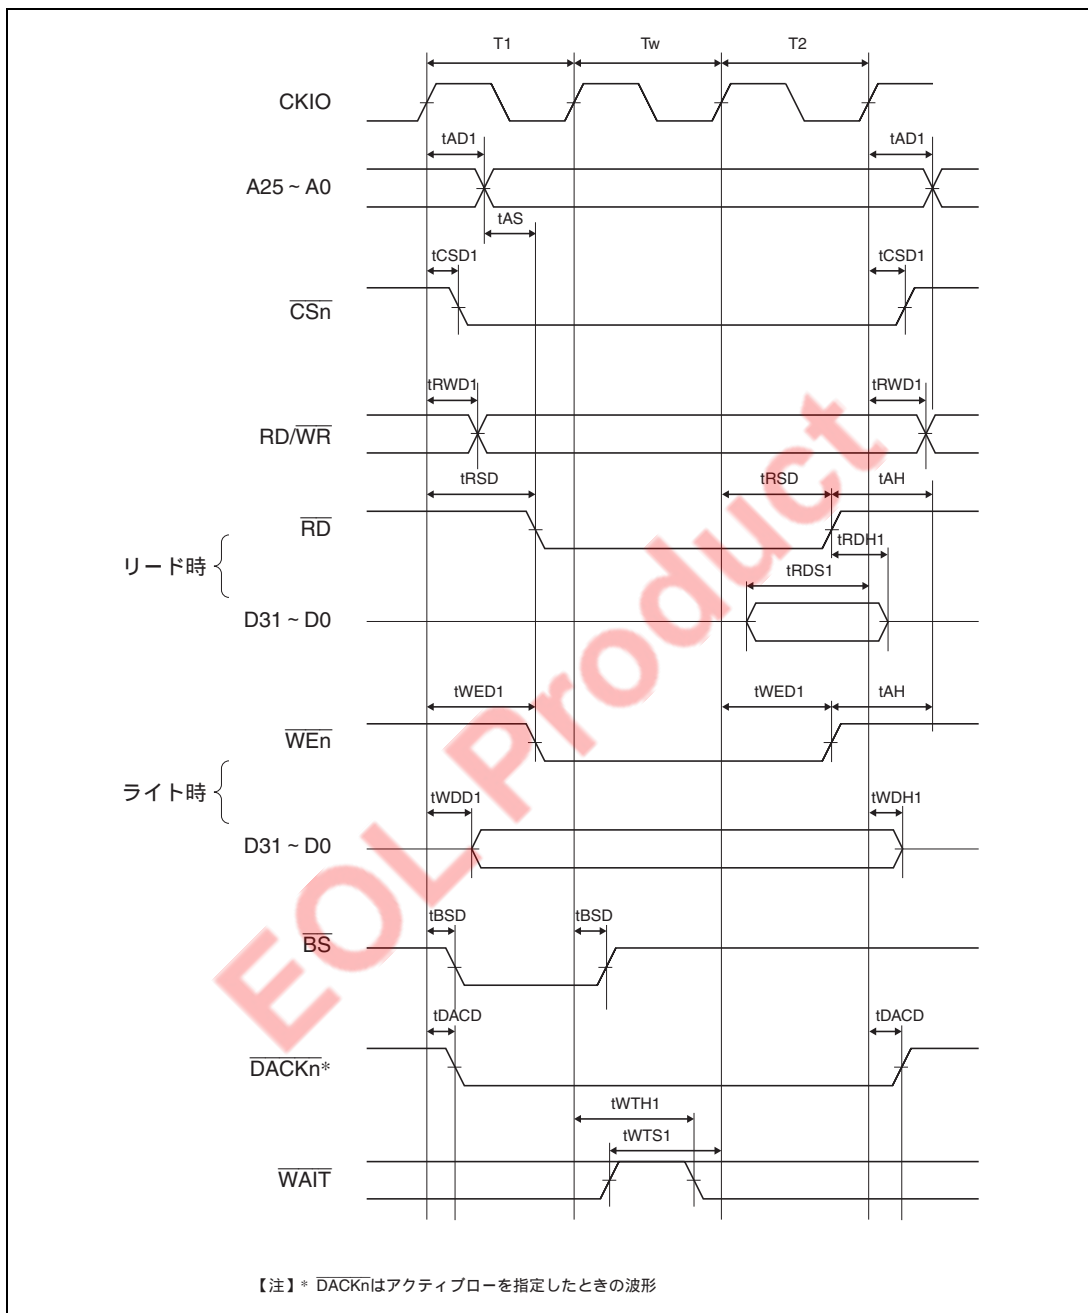 T1 Tw T2
CKIO
tAD1 tAD1
A25 ~ A0
tAS
tCSD1 tCSD1
CSn
tRWD1 tRWD1
RD/WR
tRSD tRSD tAH
RD
tRDH1
リード時
tRDS1
D31 ~ D0
tWED1 tWED1 tAH
WEn
ライト時
tWDD1 tWDH1
D31 ~ D0
tBSD tBSD
BS
tDACD tDACD
DACKn*
tWTH1
tWTS1
WAIT
【注】* DACKnはアクティブローを指定したときの波形
EOL Product